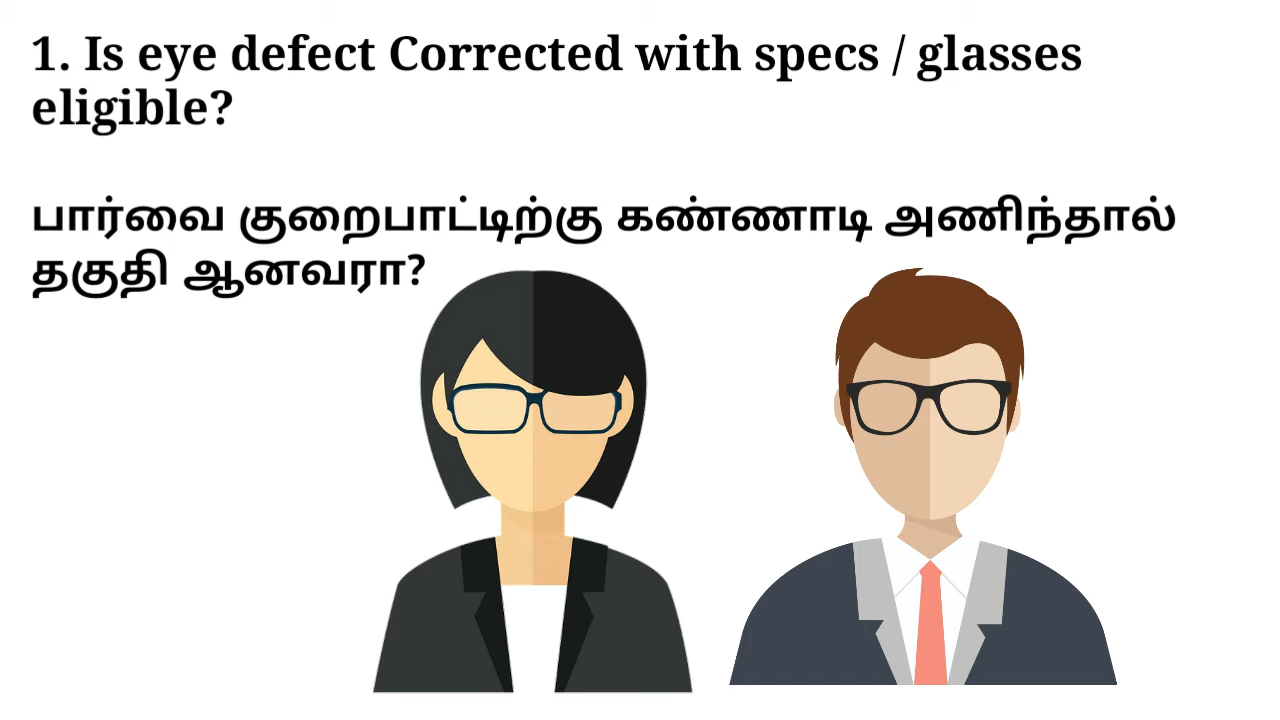 1. Is eye defect Corrected with specs / glasses
eligible?
பார்வை குறைபாட்டிற்கு கண்ணாடி அணிந்தால்
தகுதி ஆனவரா?